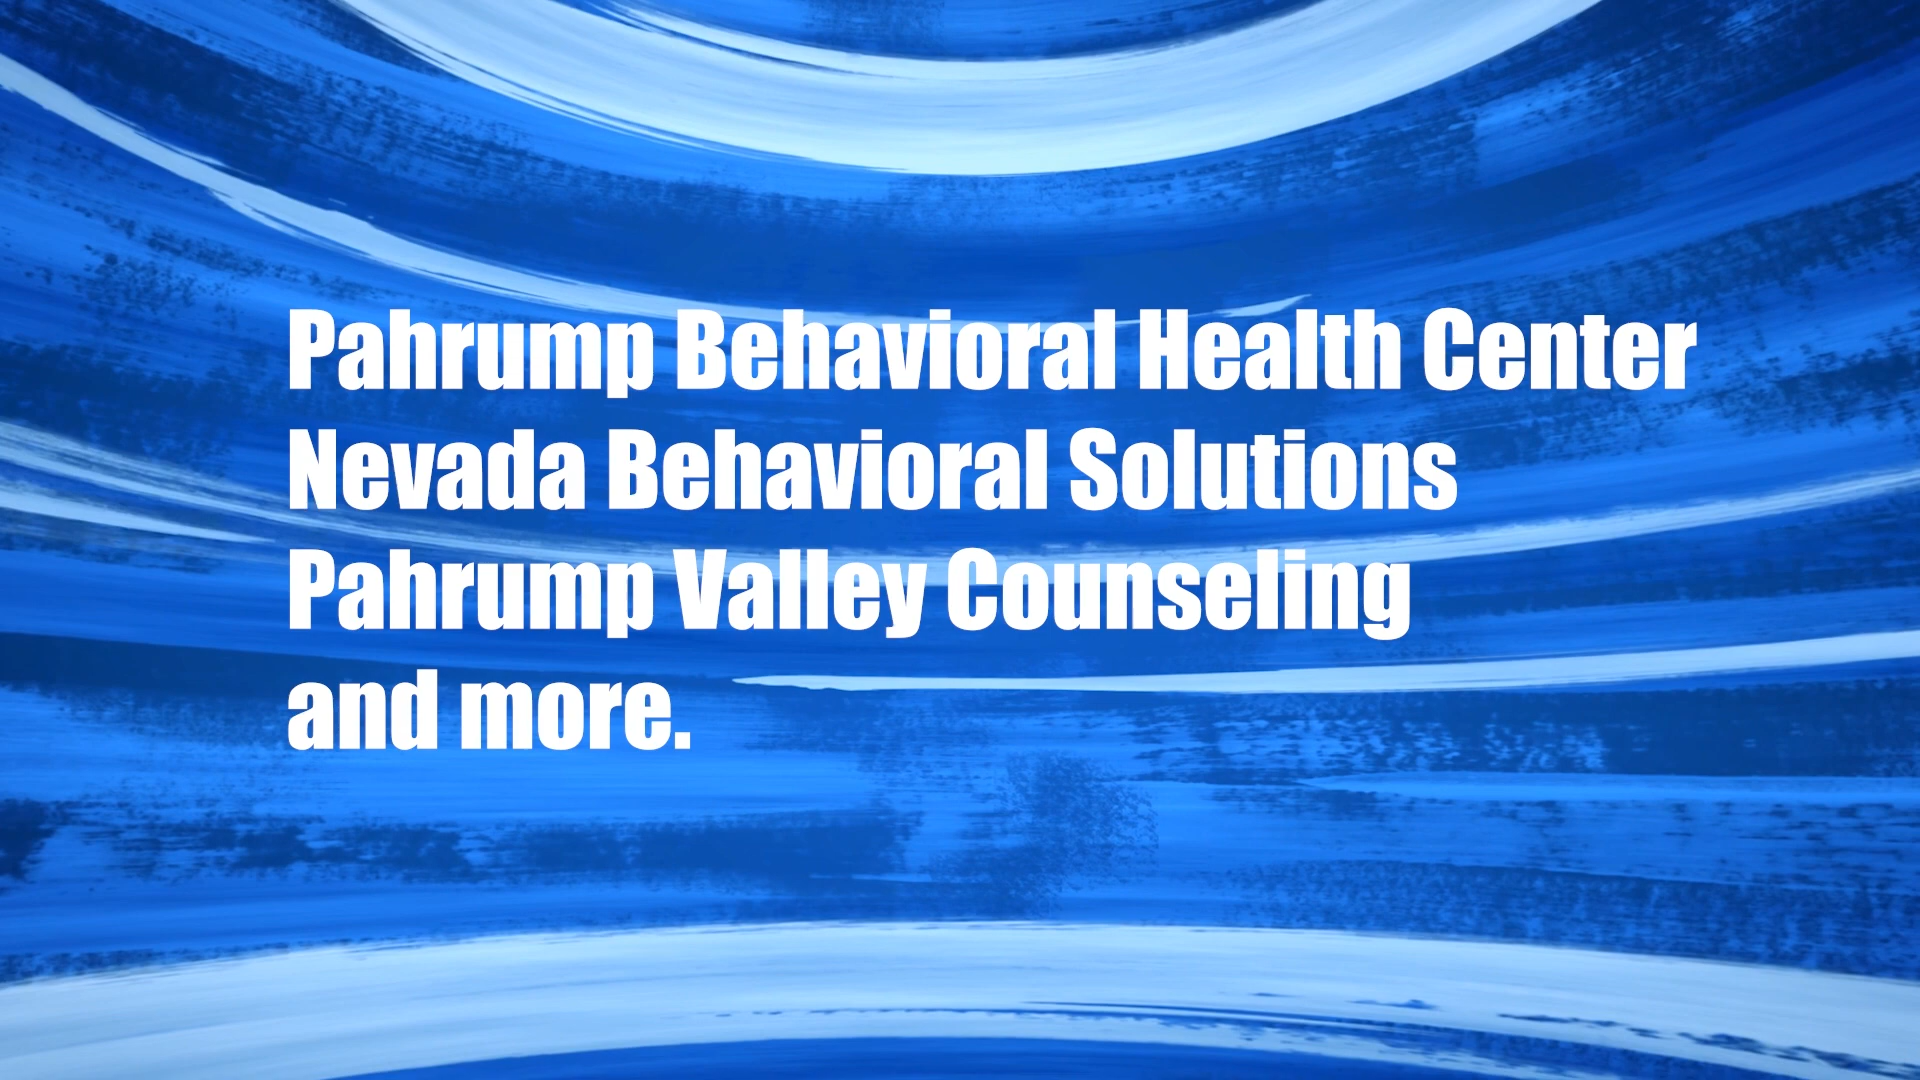 Pahrump Behavioral Health Center
Nevada Behavioral Solutions
Pahrump Valley Counseling
and more.